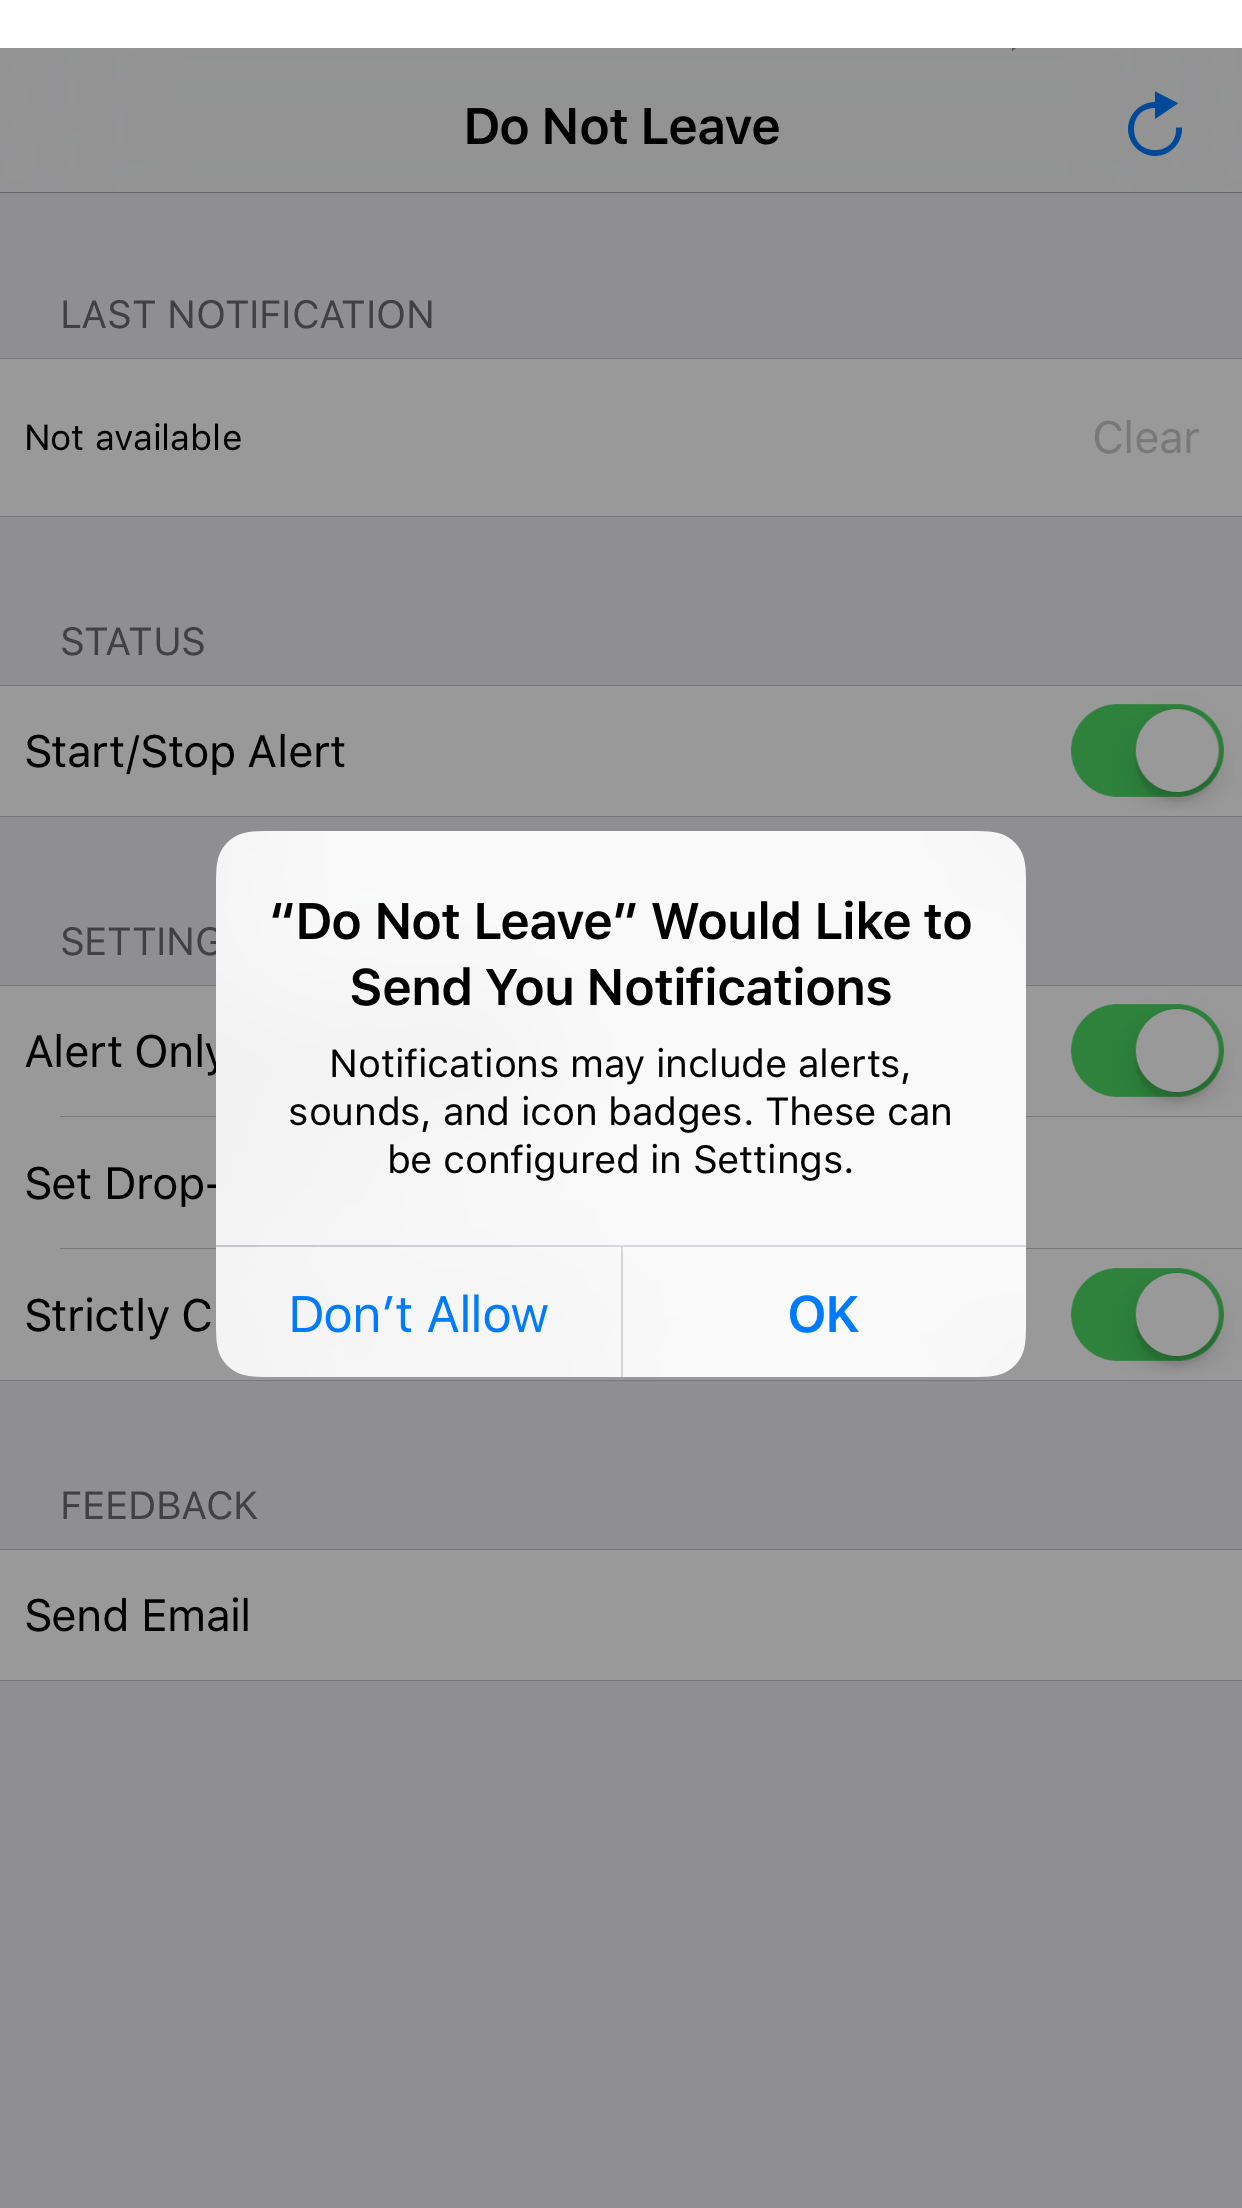 Do Not Leave
LAST NOTIFICATION
Not available
Clear
STATUS
Start/Stop Alert
SETTING
Alert Only
Set Drop-
Strictly C
“Do Not Leave” Would Like to
Send You Notifications
Notifications may include alerts,
sounds, and icon badges. These can
be configured in Settings.
Don’t Allow
OK
FEEDBACK
Send Email